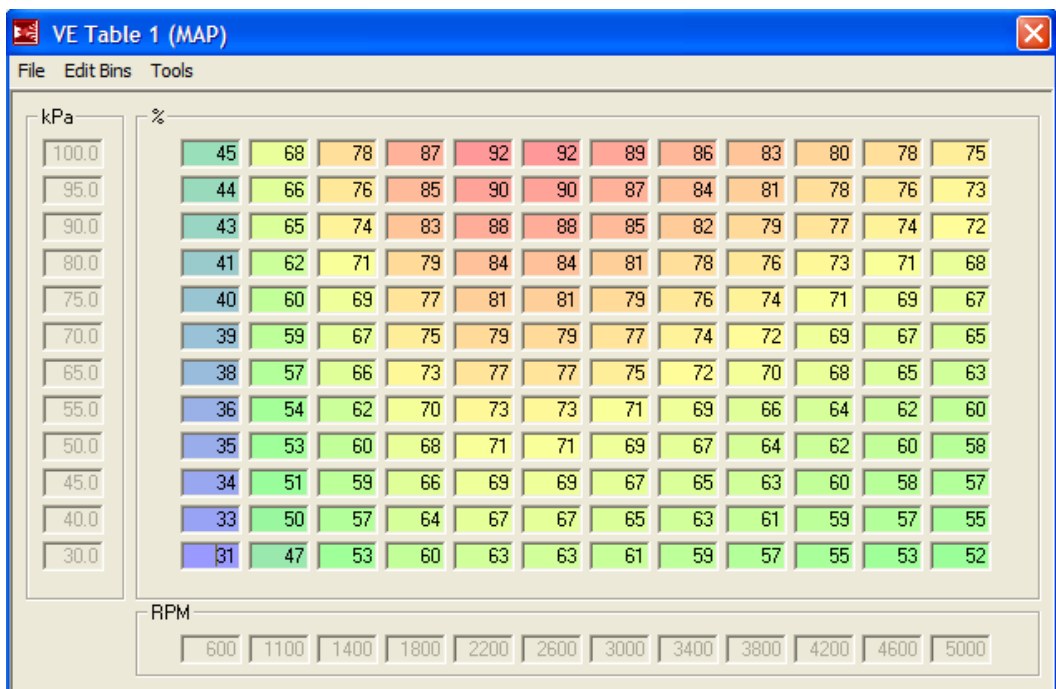 VE Table 1 (MAP)
File Edit Bins Tools
kPa %
100.0 45 68 78 87 92 92 89 86 83 80 78 75
95.0 44 66 76 85 90 90 87 84 81 78 76 73
90.0 43 65 74 83 88 88 85 82 79 77 74 72
80.0 41 62 71 79 84 84 81 78 76 73 71 68
75.0 40 60 69 77 81 81 79 76 74 71 69 67
70.0 39 59 67 75 79 79 77 74 72 69 67 65
65.0 38 57 66 73 77 77 75 72 70 68 65 63
55.0 36 54 62 70 73 73 71 69 66 64 62 60
50.0 35 53 60 68 71 71 69 67 64 62 60 58
45.0 34 51 59 66 69 69 67 65 63 60 58 57
40.0 33 50 57 64 67 67 65 63 61 59 57 55
30.0 31 47 53 60 63 63 61 59 57 55 53 52
RPM
600 1100 1400 1800 2200 2600 3000 3400 3800 4200 4600 5000